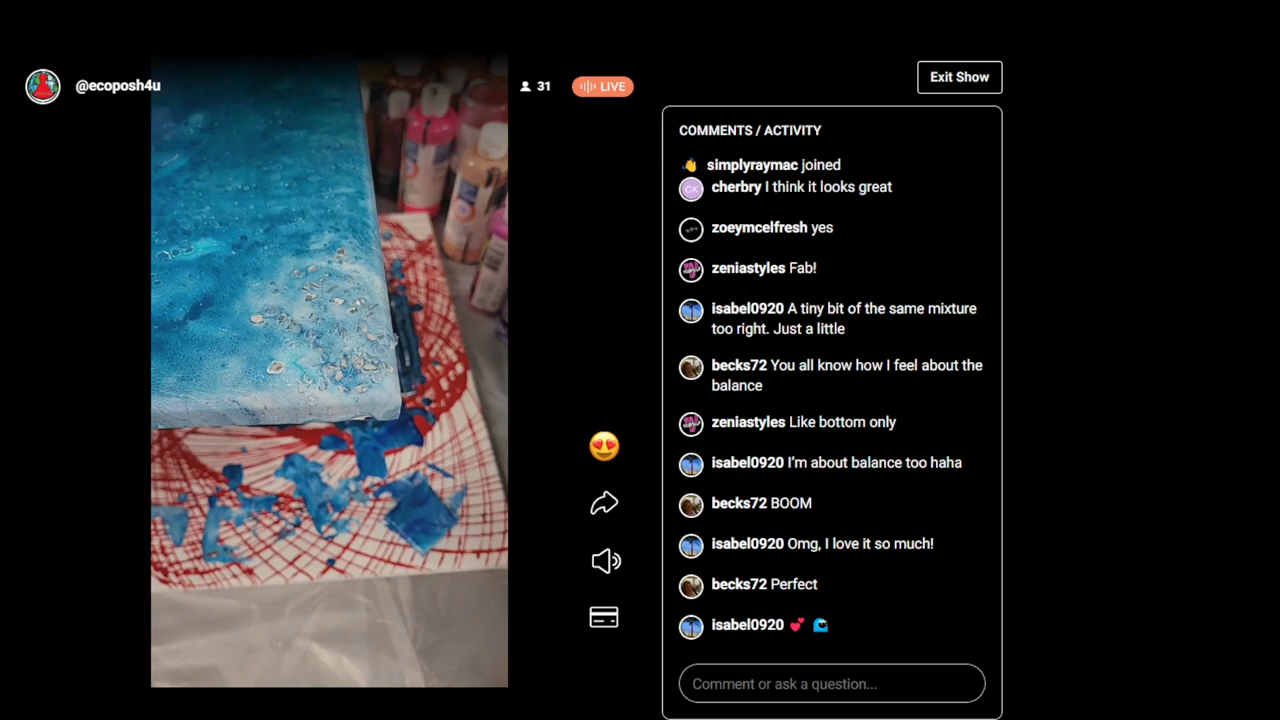 @ecoposh4u
31
LIVE
Exit Show
COMMENTS / ACTIVITY
simplyraymac joined
CK
cherbry I think it looks great
zoeymcelfresh yes
zeniastyles Fab!
isabel0920 A tiny bit of the same mixture
too right. Just a little
becks72 You all know how I feel about the
balance
zeniastyles Like bottom only
isabel0920 I'm about balance too haha
becks72 BOOM
isabel0920 Omg, I love it so much!
becks72 Perfect
isabel0920 💕 🌊
Comment or ask a question...